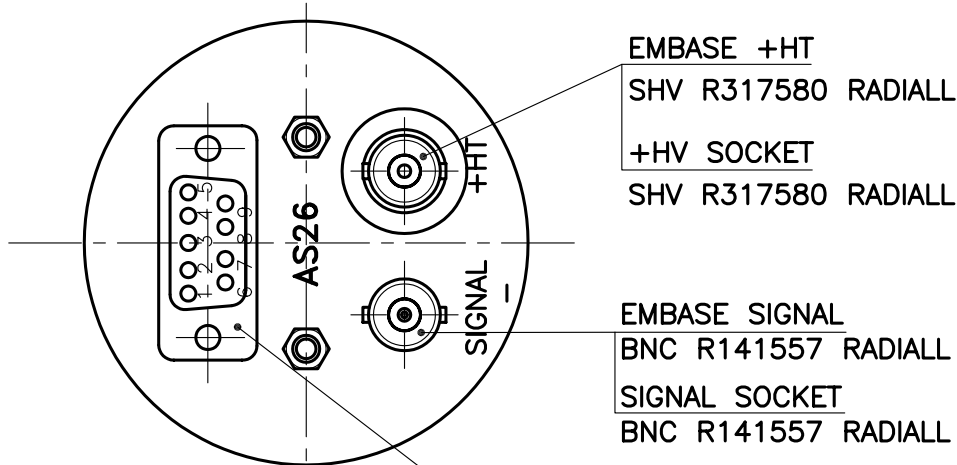 EMBASE +HT
SHV R317580 RADIALL
+HV SOCKET
SHV R317580 RADIALL
+HT
5
4
3
2
1
9
8
7
6
AS26
SIGNAL -
EMBASE SIGNAL
BNC R141557 RADIALL
SIGNAL SOCKET
BNC R141557 RADIALL